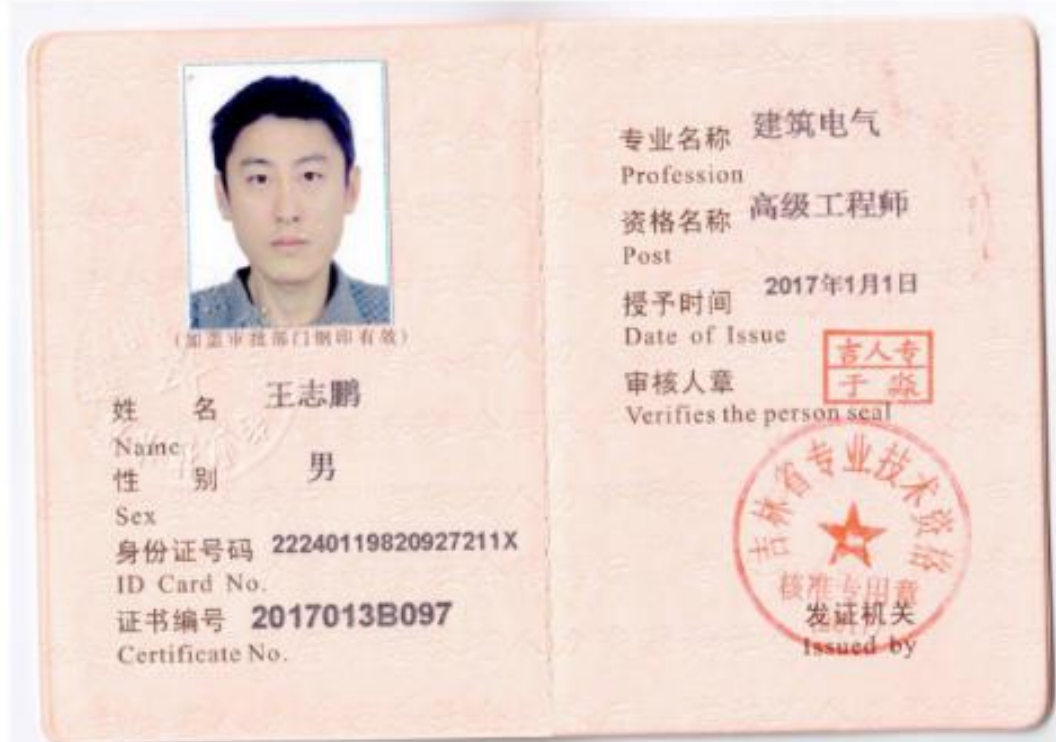 (加盖审批部门钢印有效)
姓 名 王志鹏
Name
性 别 男
Sex
身份证号码 22240119820927211X
ID Card No.
证书编号 2017013B097
Certificate No.
专业名称 建筑电气
Profession
资格名称 高级工程师
Post
授予时间 2017年1月1日
Date of Issue
审核人章
Verifies the person seal
吉人专
于淼
吉林省专业技术资格
核准专用章
发证机关
Issued by